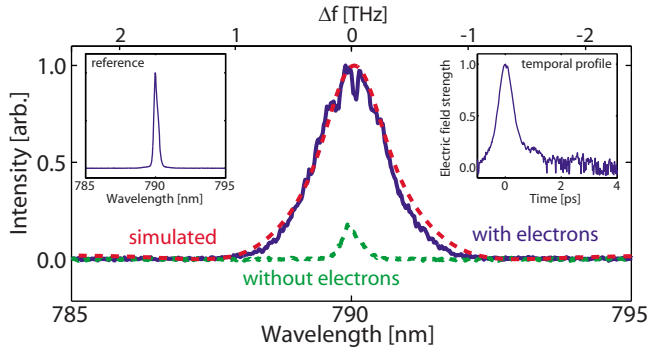 Δf [THz]
2 1 0 -1 -2
Intensity [arb.]
1.0
0.5
0.0
reference
785 790 795
Wavelength [nm]
temporal profile
Electric field strength
1.0
0.5
0.0
0 2 4
Time [ps]
simulated
with electrons
without electrons
785 790 795
Wavelength [nm]